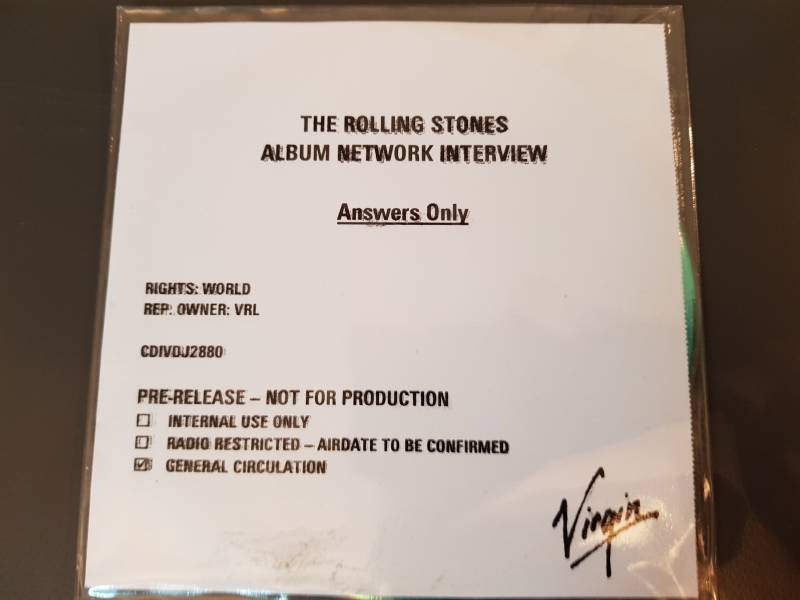 THE ROLLING STONES
ALBUM NETWORK INTERVIEW
Answers Only
RIGHTS: WORLD
REP. OWNER: VRL
CDIVDJ2880
PRE-RELEASE – NOT FOR PRODUCTION
INTERNAL USE ONLY
RADIO RESTRICTED – AIRDATE TO BE CONFIRMED
GENERAL CIRCULATION
Virgin